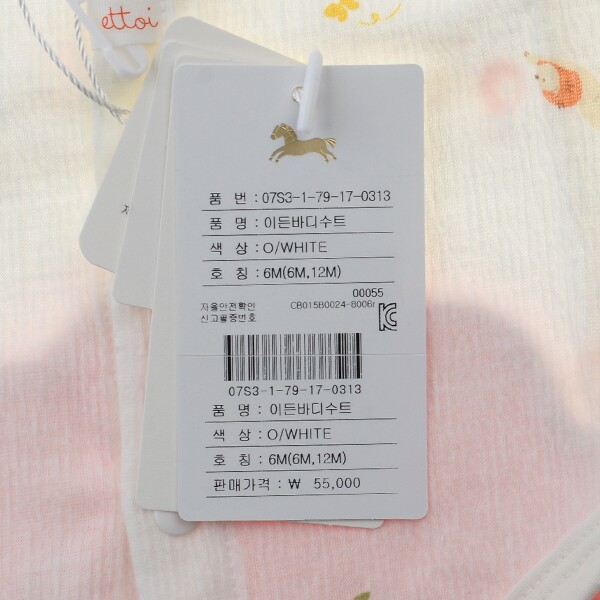 ettoi
품 번 : 07S3-1-79-17-0313
품 명 : 이든바디수트
색 상 : O/WHITE
호 칭 : 6M(6M,12M)
00055
자율안전확인 CB015B0024-8006r
신고필증번호
07S3-1-79-17-0313
품 명 : 이든바디수트
색 상 : O/WHITE
호 칭 : 6M(6M,12M)
판매가격 : ₩ 55,000